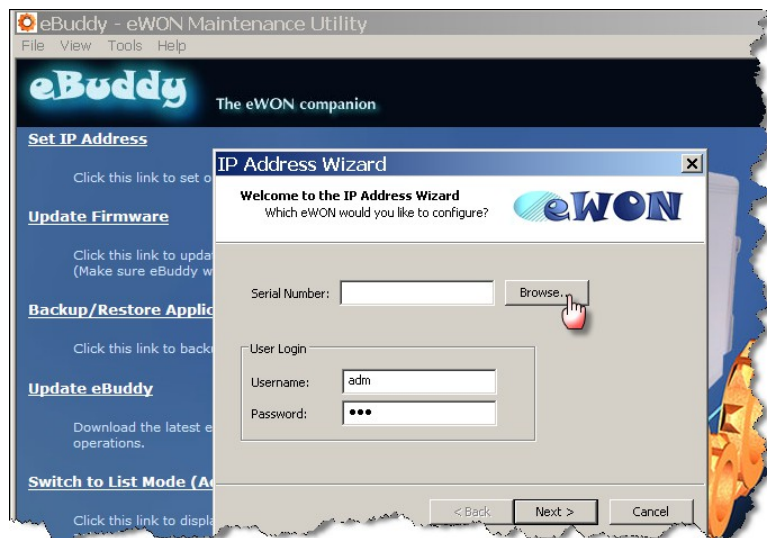 eBuddy - eWON Maintenance Utility
File View Tools Help
eBuddy
The eWON companion
Set IP Address
Click this link to set
Update Firmware
Click this link to
(Make sure eBuddy
Backup/Restore
Click this link to
Update eBuddy
Download the latest
operations.
Switch to List Mode
Click this link to
IP Address Wizard
Welcome to the IP Address Wizard
Which eWON would you like to configure?
eWON
Serial Number:
Browse...
User Login
Username: adm
Password: •••
< Back
Next >
Cancel